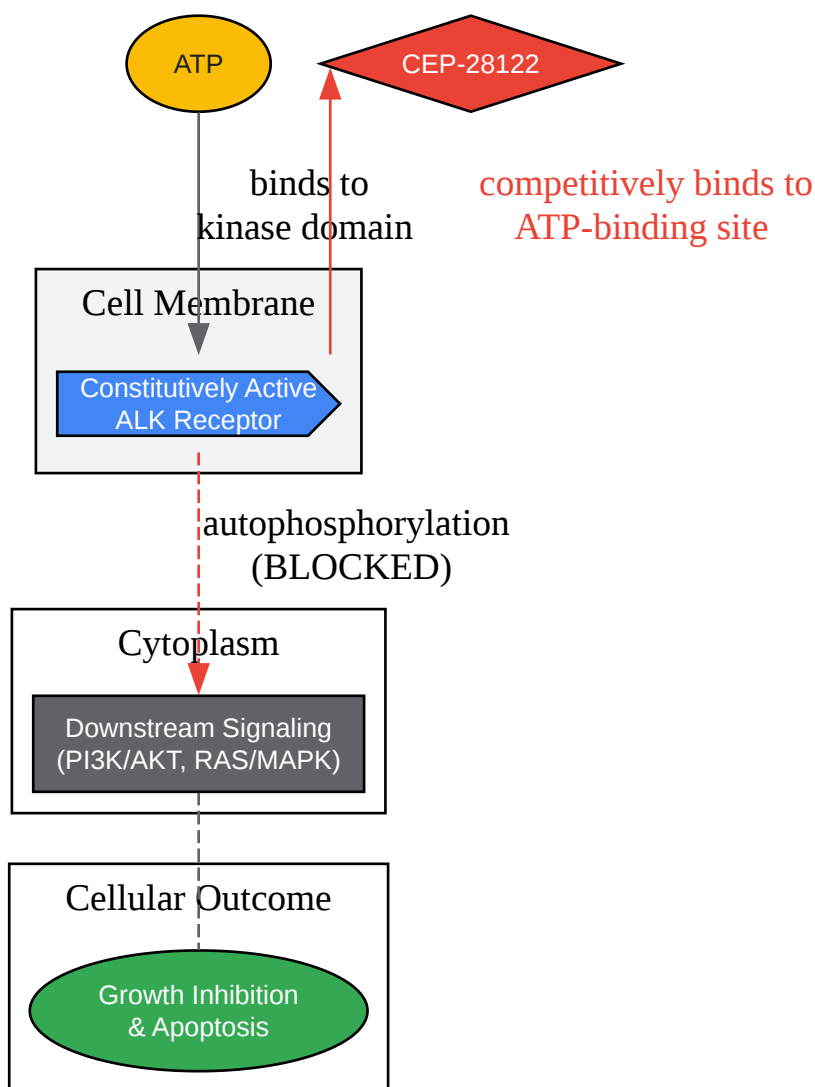 ATP
CEP-28122
binds to
kinase domain
competitively binds to
ATP-binding site
Cell Membrane
Constitutively Active
ALK Receptor
autophosphorylation
(BLOCKED)
Cytoplasm
Downstream Signaling
(PI3K/AKT, RAS/MAPK)
Cellular Outcome
Growth Inhibition
& Apoptosis